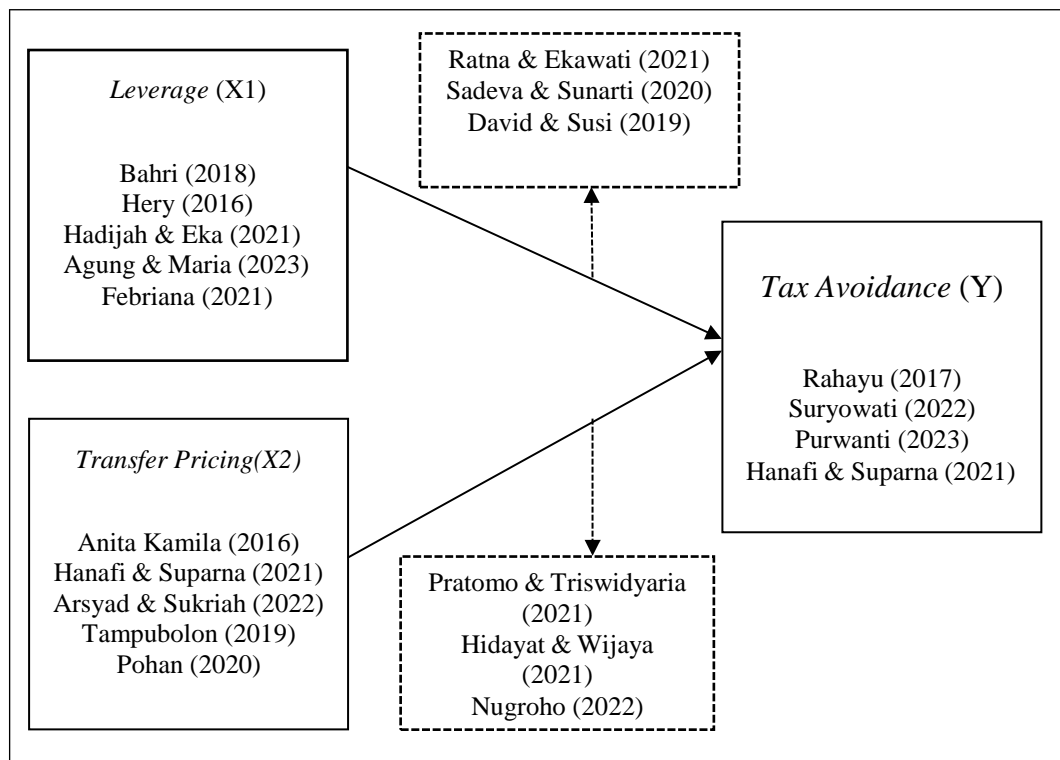 Leverage (X1)
Bahri (2018)
Hery (2016)
Hadijah & Eka (2021)
Agung & Maria (2023)
Febriana (2021)
Ratna & Ekawati (2021)
Sadeva & Sunarti (2020)
David & Susi (2019)
Tax Avoidance (Y)
Rahayu (2017)
Suryowati (2022)
Purwanti (2023)
Hanafi & Suparna (2021)
Transfer Pricing(X2)
Anita Kamila (2016)
Hanafi & Suparna (2021)
Arsyad & Sukriah (2022)
Tampubolon (2019)
Pohan (2020)
Pratomo & Triswidyaria
(2021)
Hidayat & Wijaya
(2021)
Nugroho (2022)